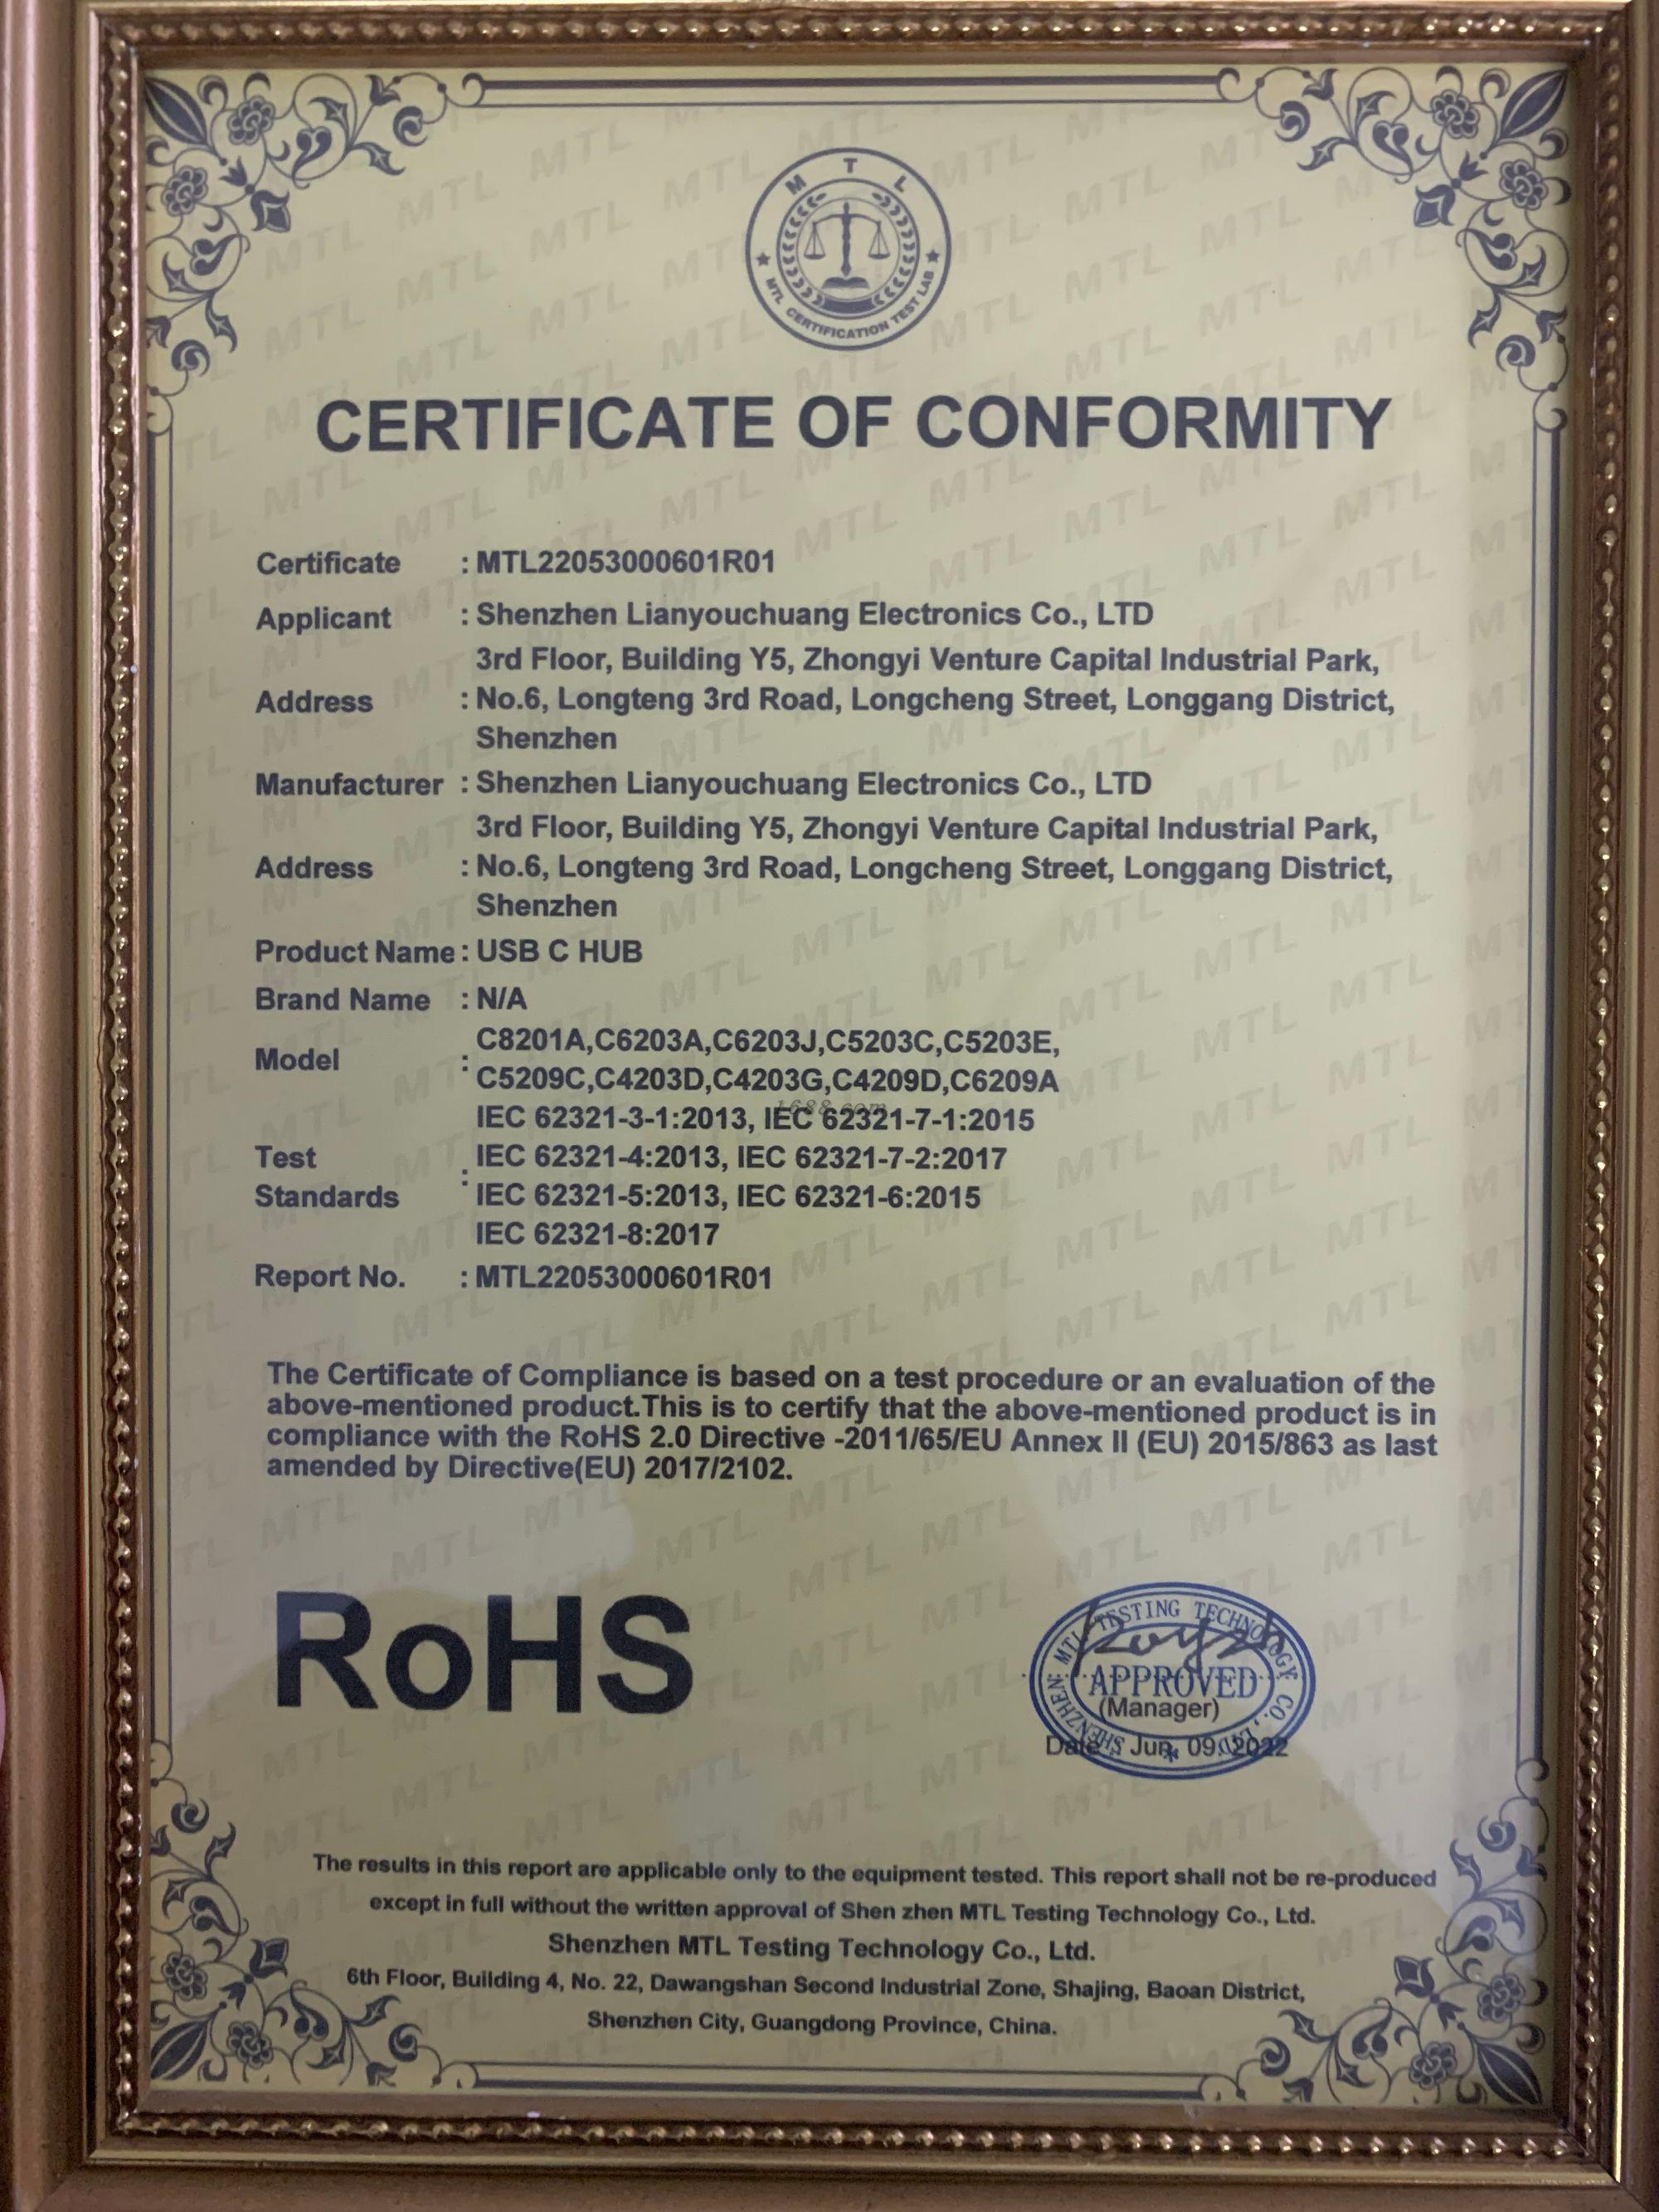 M T L
MTL CERTIFICATION TEST LAB
CERTIFICATE OF CONFORMITY
Certificate : MTL22053000601R01
Applicant : Shenzhen Lianyouchuang Electronics Co., LTD
3rd Floor, Building Y5, Zhongyi Venture Capital Industrial Park,
Address : No.6, Longteng 3rd Road, Longcheng Street, Longgang District,
Shenzhen
Manufacturer : Shenzhen Lianyouchuang Electronics Co., LTD
3rd Floor, Building Y5, Zhongyi Venture Capital Industrial Park,
Address : No.6, Longteng 3rd Road, Longcheng Street, Longgang District,
Shenzhen
Product Name : USB C HUB
Brand Name : N/A
C8201A,C6203A,C6203J,C5203C,C5203E,
Model :
C5209C,C4203D,C4203G,C4209D,C6209A
1688.com
IEC 62321-3-1:2013, IEC 62321-7-1:2015
Test IEC 62321-4:2013, IEC 62321-7-2:2017
Standards : IEC 62321-5:2013, IEC 62321-6:2015
IEC 62321-8:2017
Report No. : MTL22053000601R01
The Certificate of Compliance is based on a test procedure or an evaluation of the
above-mentioned product.This is to certify that the above-mentioned product is in
compliance with the RoHS 2.0 Directive -2011/65/EU Annex II (EU) 2015/863 as last
amended by Directive(EU) 2017/2102.
RoHS
SHENZHEN MTL TESTING TECHNOLOGY CO., LTD
APPROVED
(Manager)
Date: Jun. 09. 2022
The results in this report are applicable only to the equipment tested. This report shall not be re-produced
except in full without the written approval of Shen zhen MTL Testing Technology Co., Ltd.
Shenzhen MTL Testing Technology Co., Ltd.
6th Floor, Building 4, No. 22, Dawangshan Second Industrial Zone, Shajing, Baoan District,
Shenzhen City, Guangdong Province, China.